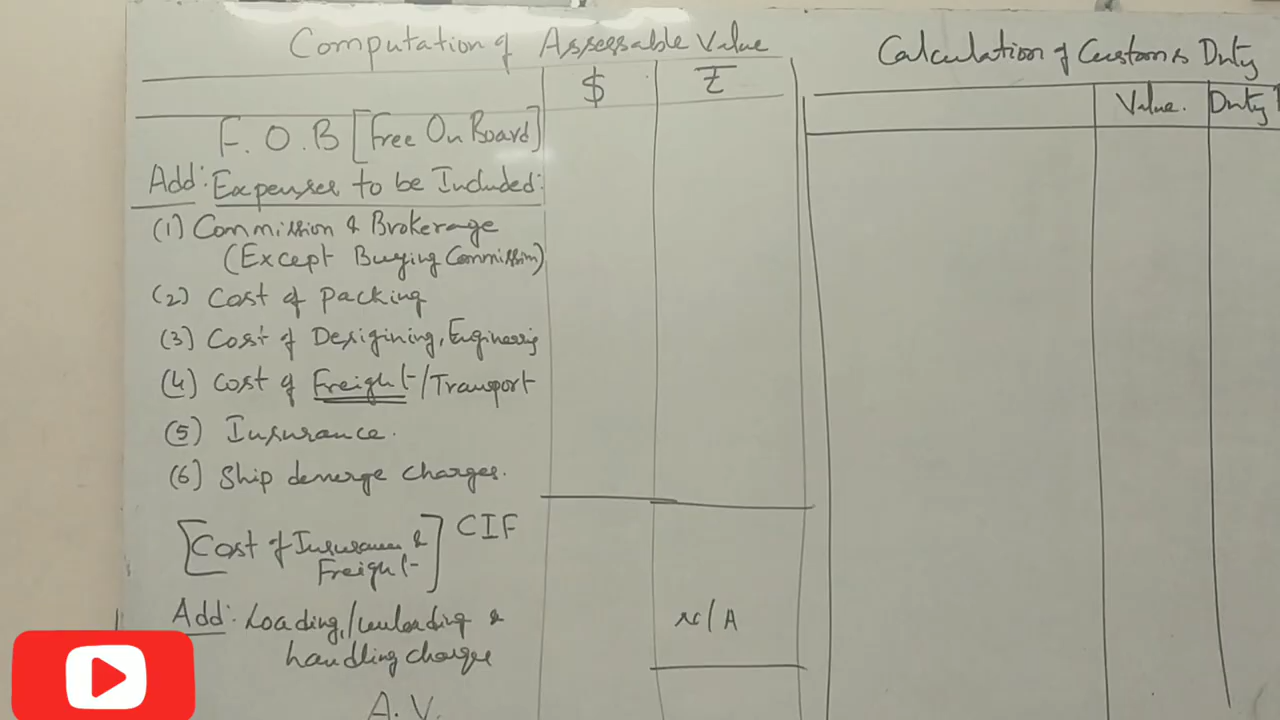 Computation of Assessable Value
$ ₹
F.O.B [Free On Board]
Add: Expenses to be Included:
(1) Commission & Brokerage
(Except Buying Commission)
(2) Cost of Packing
(3) Cost of Desigining, Engineering
(4) Cost of Freight/Transport
(5) Insurance.
(6) Ship demerge charges.
[Cost of Insurance & Freight] CIF
Add: Loading/unloading &
handling charges
N/A
A.V.
Calculation of Customs Duty
Value. Duty